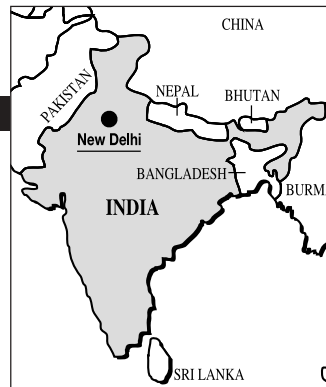 CHINA
NEPAL
BHUTAN
PAKISTAN
New Delhi
BANGLADESH
BURM
INDIA
SRI LANKA